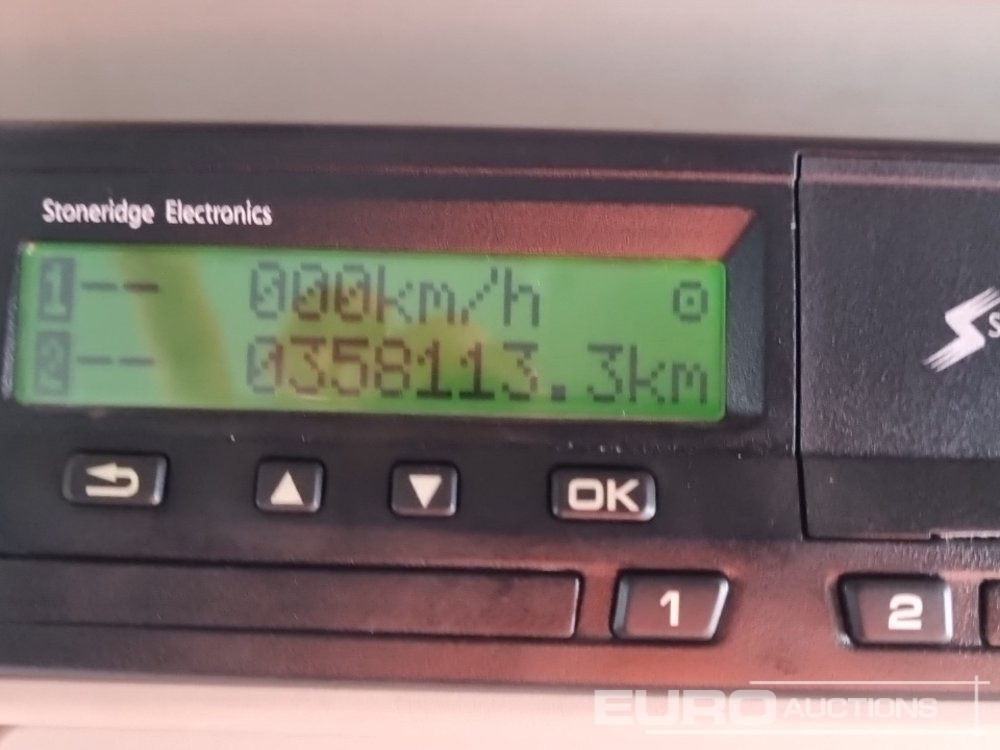 Stoneridge Electronics
1 -- 000km/h
2 -- 0358113.3km
OK
1
2
S
EURO AUCTIONS